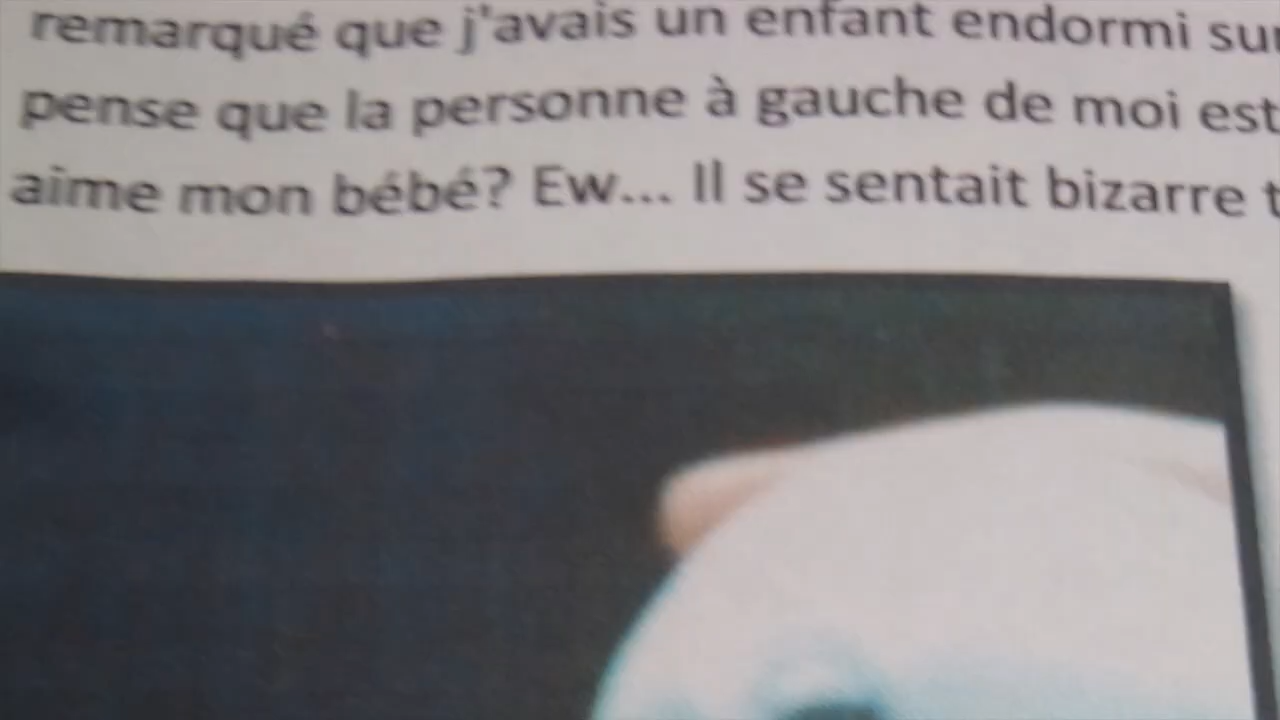 remarqué que j'avais un enfant endormi sur
pense que la personne à gauche de moi est
aime mon bébé? Ew... Il se sentait bizarre